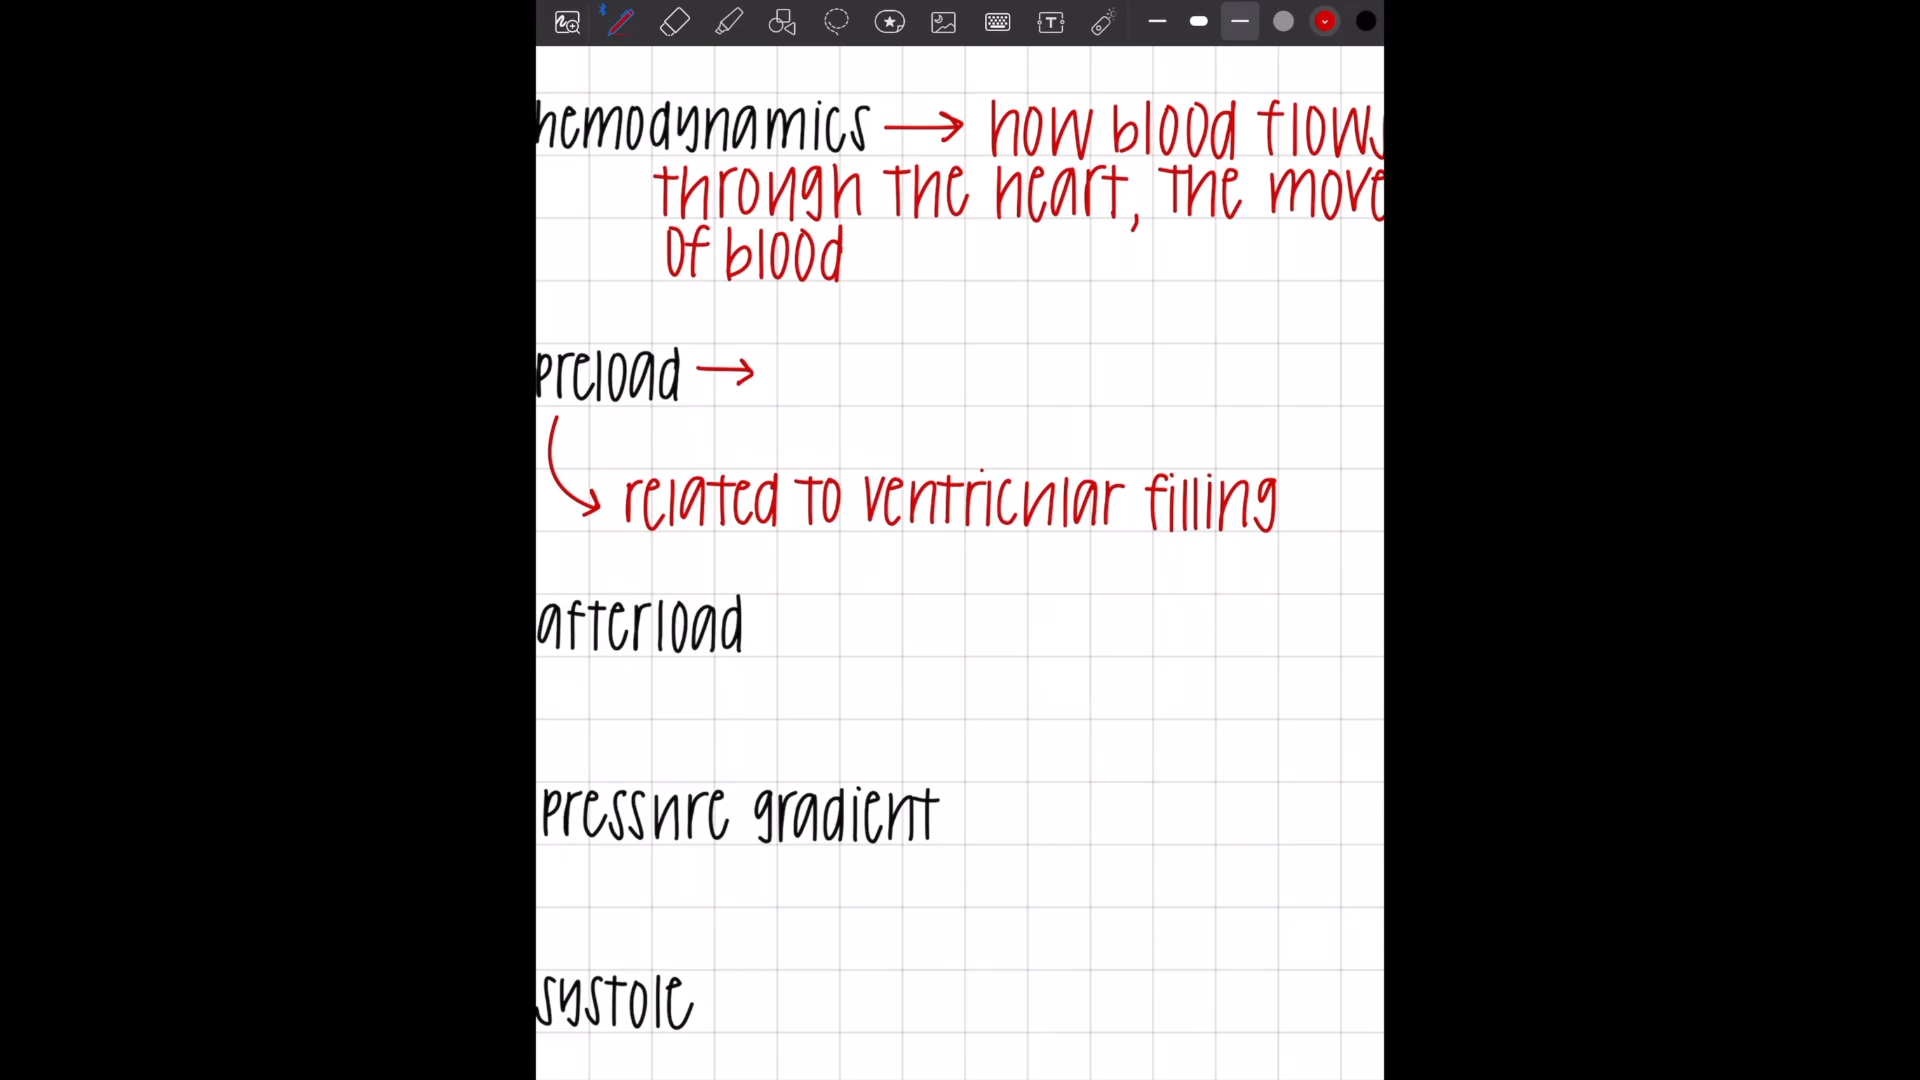 hemodynamics → how blood flows
through the heart, the move
of blood
preload →
related to ventricular filling
afterload
pressure gradient
systole